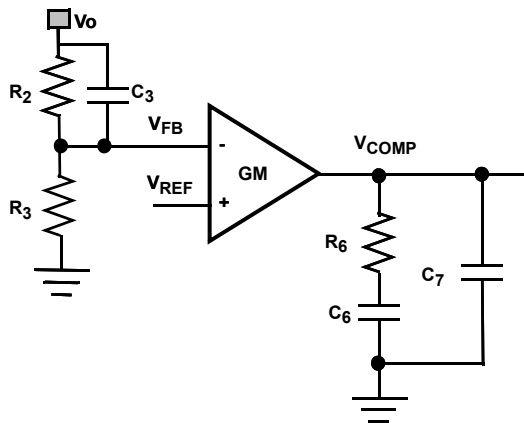 Vo
R2
C3
VFB
VCOMP
-
GM
VREF
+
R3
R6
C7
C6